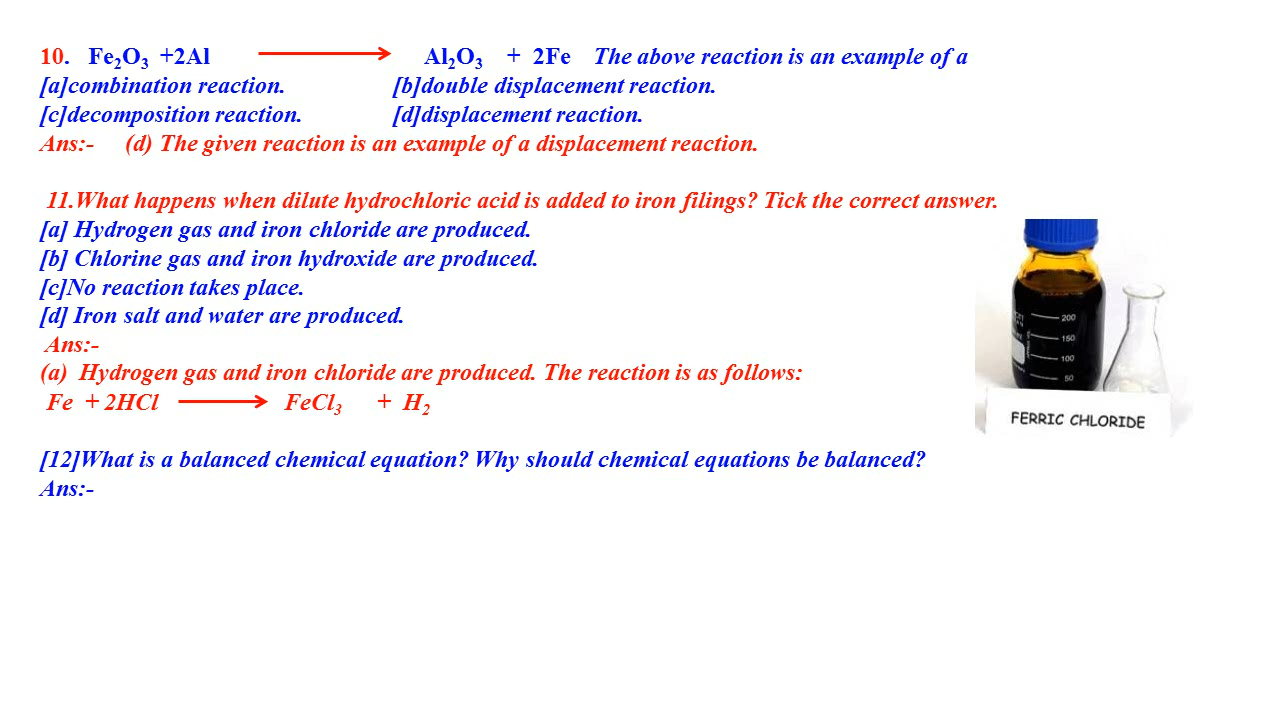 10. Fe₂O₃ +2Al ⟶ Al₂O₃ + 2Fe The above reaction is an example of a
[a]combination reaction. [b]double displacement reaction.
[c]decomposition reaction. [d]displacement reaction.
Ans:- (d) The given reaction is an example of a displacement reaction.
11.What happens when dilute hydrochloric acid is added to iron filings? Tick the correct answer.
[a] Hydrogen gas and iron chloride are produced.
[b] Chlorine gas and iron hydroxide are produced.
[c]No reaction takes place.
[d] Iron salt and water are produced.
Ans:-
(a) Hydrogen gas and iron chloride are produced. The reaction is as follows:
Fe + 2HCl ⟶ FeCl₃ + H₂
[12]What is a balanced chemical equation? Why should chemical equations be balanced?
Ans:-
200
150
100
50
FERRIC CHLORIDE